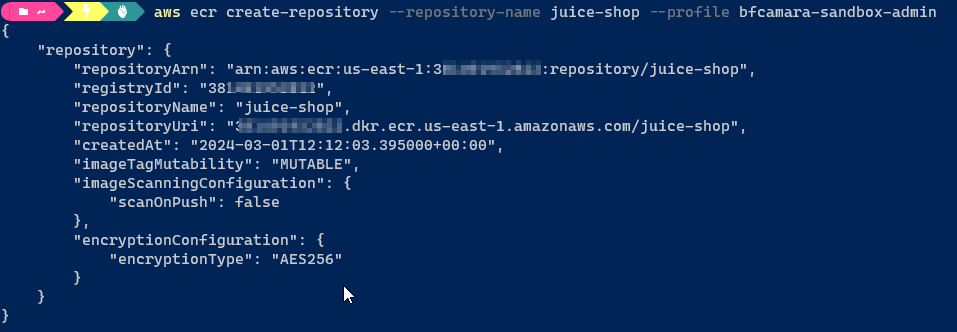 aws ecr create-repository --repository-name juice-shop --profile bfcamara-sandbox-admin
{
    "repository": {
        "repositoryArn": "arn:aws:ecr:us-east-1:3:repository/juice-shop",
        "registryId": "381",
        "repositoryName": "juice-shop",
        "repositoryUri": "3.dkr.ecr.us-east-1.amazonaws.com/juice-shop",
        "createdAt": "2024-03-01T12:12:03.395000+00:00",
        "imageTagMutability": "MUTABLE",
        "imageScanningConfiguration": {
            "scanOnPush": false
        },
        "encryptionConfiguration": {
            "encryptionType": "AES256"
        }
    }
}